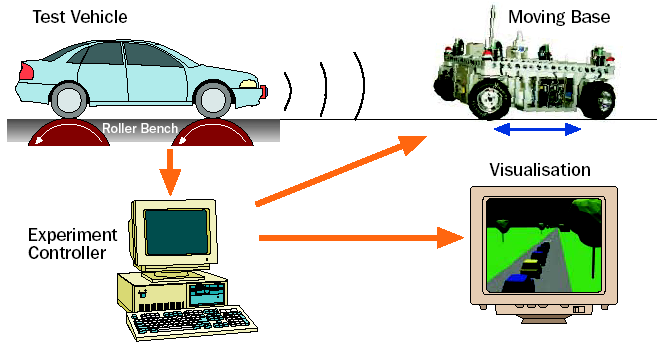 Test Vehicle
Moving Base
Roller Bench
Visualisation
Experiment
Controller